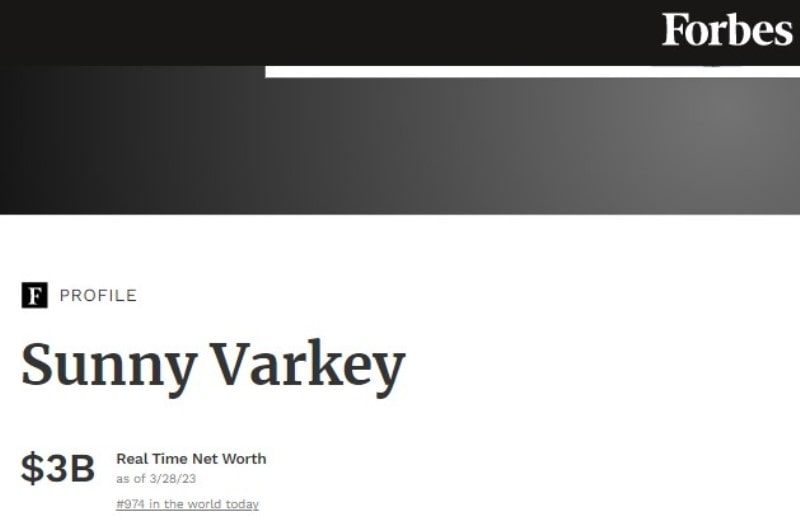 Forbes
F PROFILE
Sunny Varkey
$3B Real Time Net Worth
as of 3/28/23
#974 in the world today